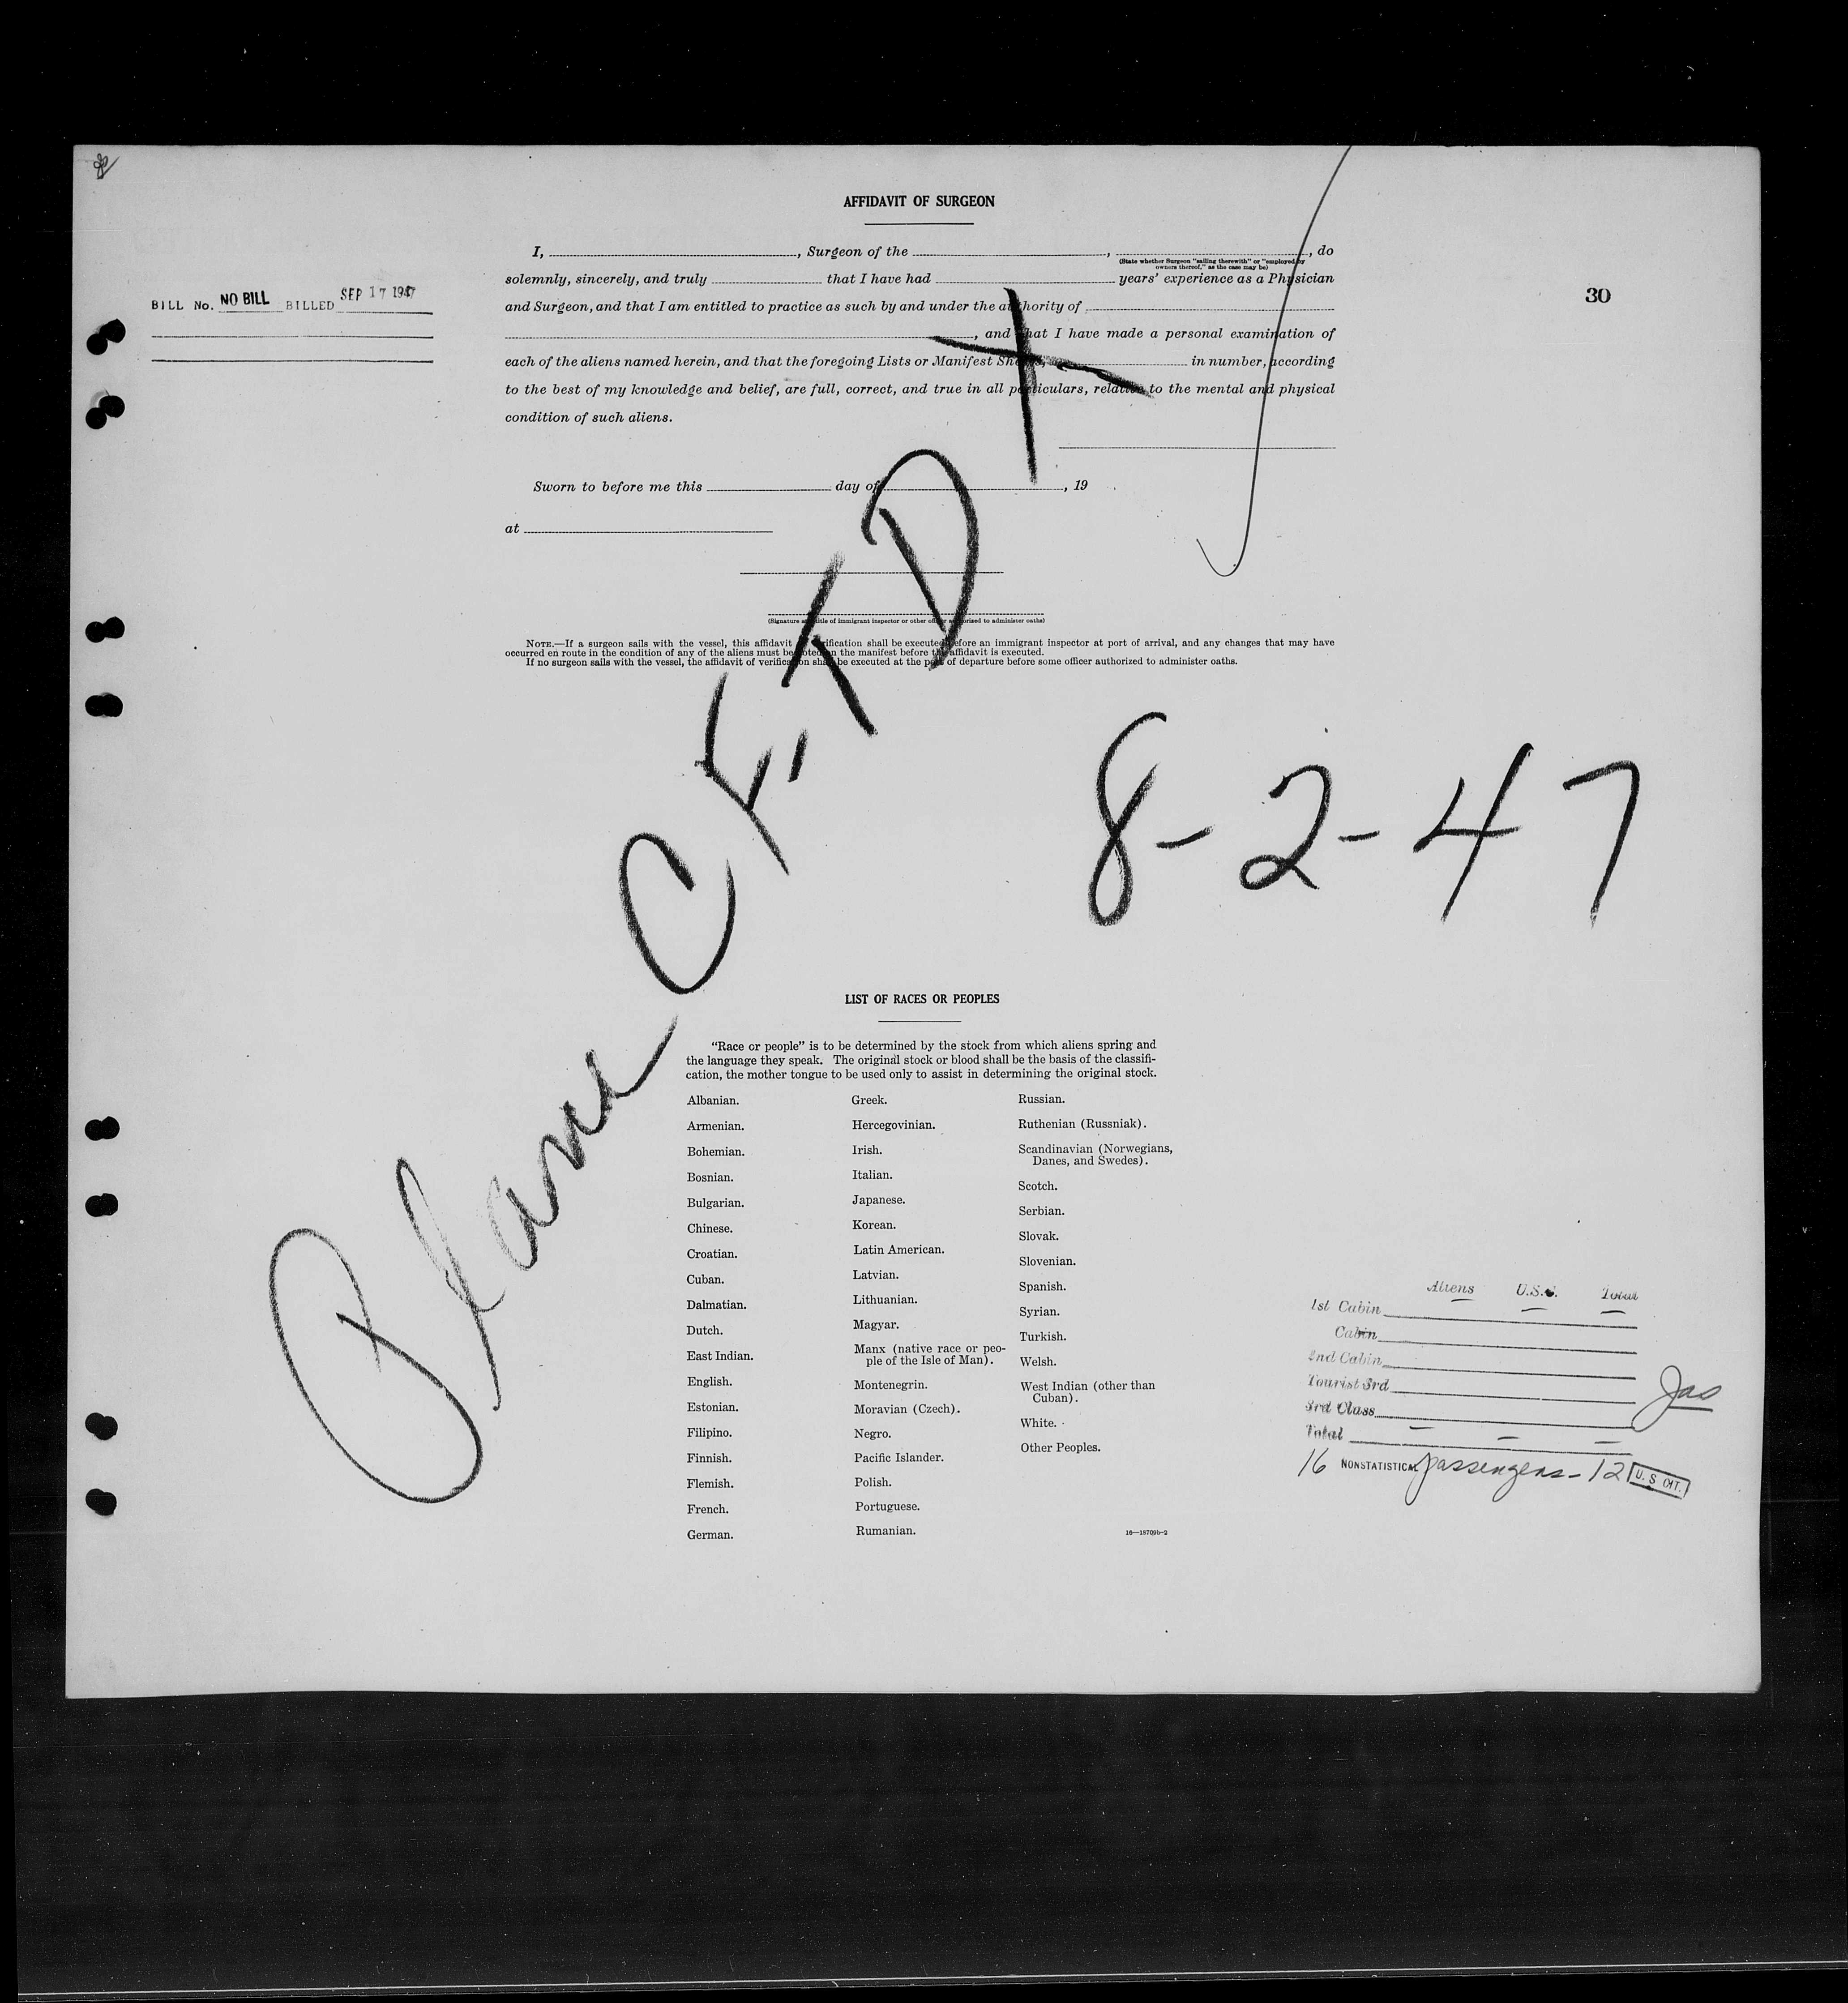 AFFIDAVIT OF SURGEON
I, , Surgeon of the , , do
(State whether Surgeon "sailing therewith" or "employed by
owners thereof," as the case may be)
solemnly, sincerely, and truly that I have had years' experience as a Physician
and Surgeon, and that I am entitled to practice as such by and under the authority of
, and that I have made a personal examination of
each of the aliens named herein, and that the foregoing Lists or Manifest Sheets, in number, according
to the best of my knowledge and belief, are full, correct, and true in all particulars, relative to the mental and physical
condition of such aliens.
BILL No. NO BILL BILLED SEP 17 1947
30
Sworn to before me this day of , 19
at
(Signature and title of immigrant inspector or other officer authorized to administer oaths)
NOTE.—If a surgeon sails with the vessel, this affidavit of verification shall be executed before an immigrant inspector at port of arrival, and any changes that may have
occurred en route in the condition of any of the aliens must be noted on the manifest before the affidavit is executed.
If no surgeon sails with the vessel, the affidavit of verification shall be executed at the port of departure before some officer authorized to administer oaths.
Plane CF-TDX
8-2-47
LIST OF RACES OR PEOPLES
"Race or people" is to be determined by the stock from which aliens spring and
the language they speak. The original stock or blood shall be the basis of the classifi-
cation, the mother tongue to be used only to assist in determining the original stock.
Albanian.
Armenian.
Bohemian.
Bosnian.
Bulgarian.
Chinese.
Croatian.
Cuban.
Dalmatian.
Dutch.
East Indian.
English.
Estonian.
Filipino.
Finnish.
Flemish.
French.
German.
Greek.
Hercegovinian.
Irish.
Italian.
Japanese.
Korean.
Latin American.
Latvian.
Lithuanian.
Magyar.
Manx (native race or peo-
ple of the Isle of Man).
Montenegrin.
Moravian (Czech).
Negro.
Pacific Islander.
Polish.
Portuguese.
Rumanian.
Russian.
Ruthenian (Russniak).
Scandinavian (Norwegians,
Danes, and Swedes).
Scotch.
Serbian.
Slovak.
Slovenian.
Spanish.
Syrian.
Turkish.
Welsh.
West Indian (other than
Cuban).
White.
Other Peoples.
16—18709b-2
Aliens U.S.C. Total
1st Cabin — — —
Cabin
2nd Cabin
Tourist 3rd
3rd Class
Total — — —
16 NONSTATISTICAL passengers - 12 U. S. CIT.